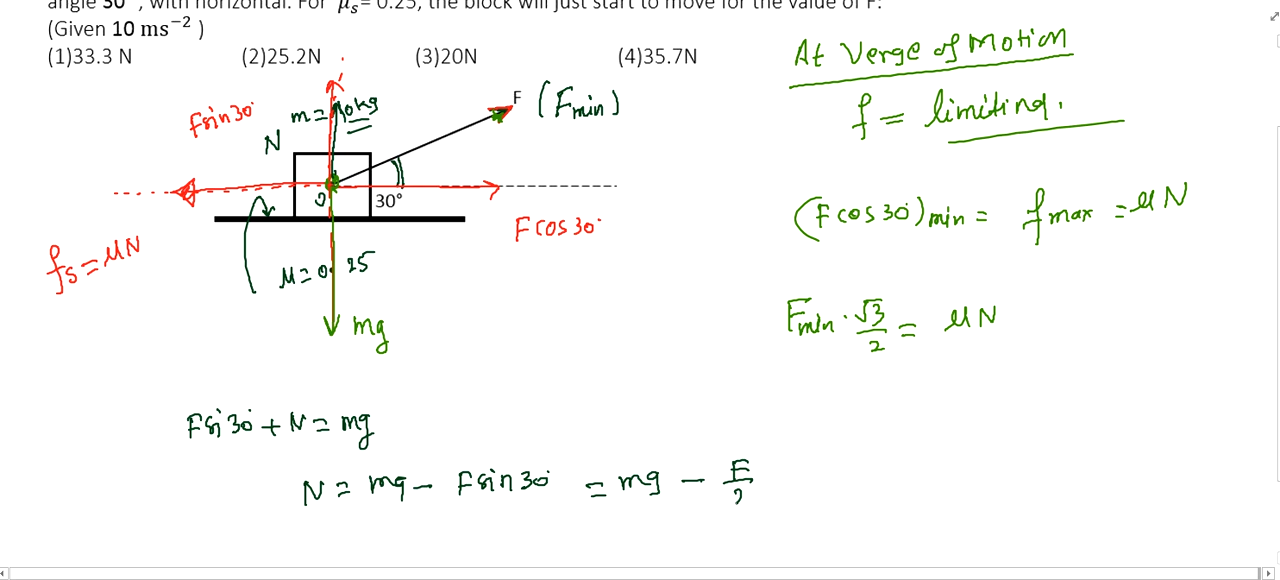 angle 30°, with horizontal. For μs= 0.25, the block will just start to move for the value of F:
(Given 10 ms⁻² )
(1)33.3 N (2)25.2N (3)20N (4)35.7N
At Verge of Motion
f = limiting.
Fsin30°
m = 10kg
N
F (Fmin)
O
30°
Fcos30°
fs = μN
μ = 0.25
mg
(F cos30°)min = fmax = μN
Fmin · √3/2 = μN
Fsin30° + N = mg
N = mg - Fsin30° = mg - F/2